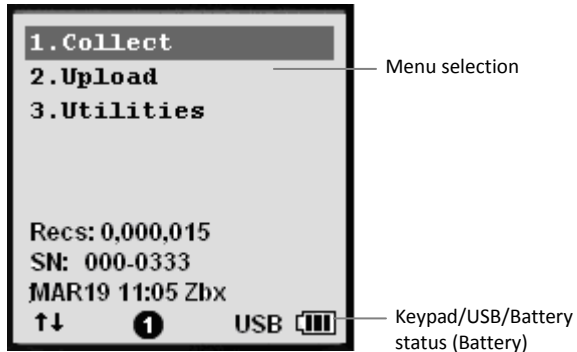 1.Collect
2.Upload
Menu selection
3.Utilities
Recs: 0,000,015
SN: 000-0333
MAR19 11:05 Zbx
↑↓ 1 USB
Keypad/USB/Battery
status (Battery)